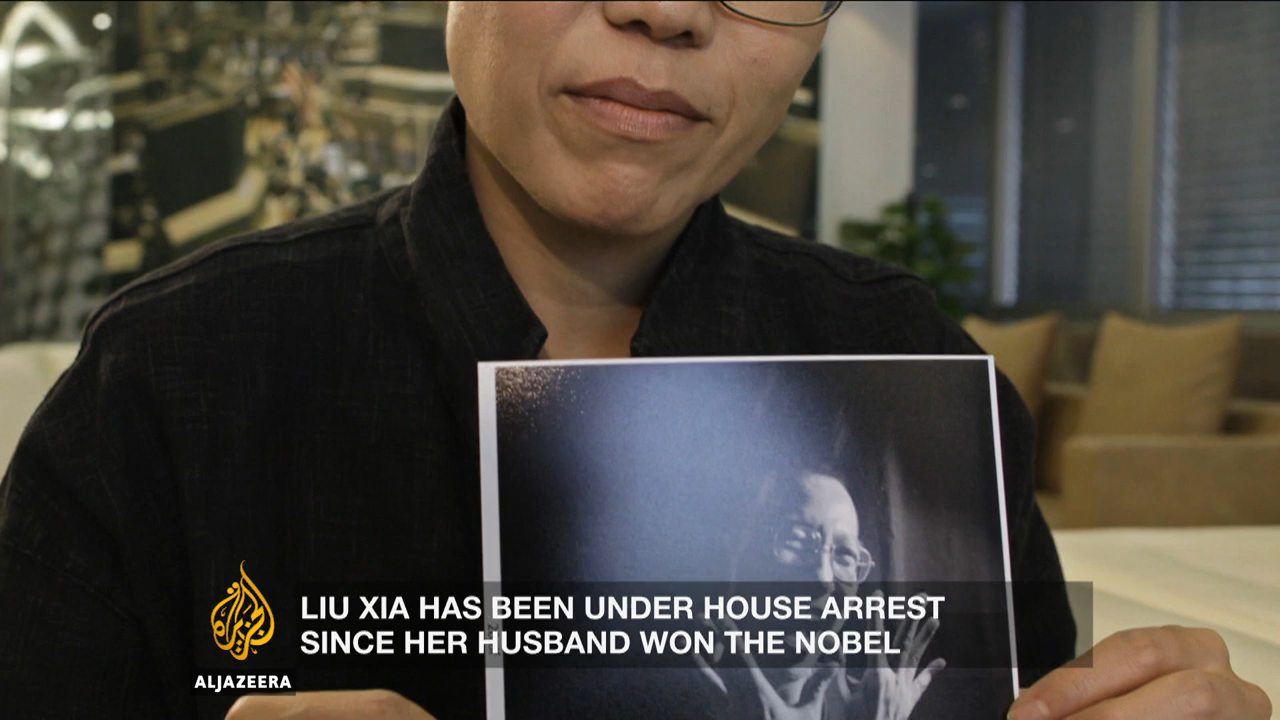 LIU XIA HAS BEEN UNDER HOUSE ARREST
SINCE HER HUSBAND WON THE NOBEL
الجزيرة
ALJAZEERA